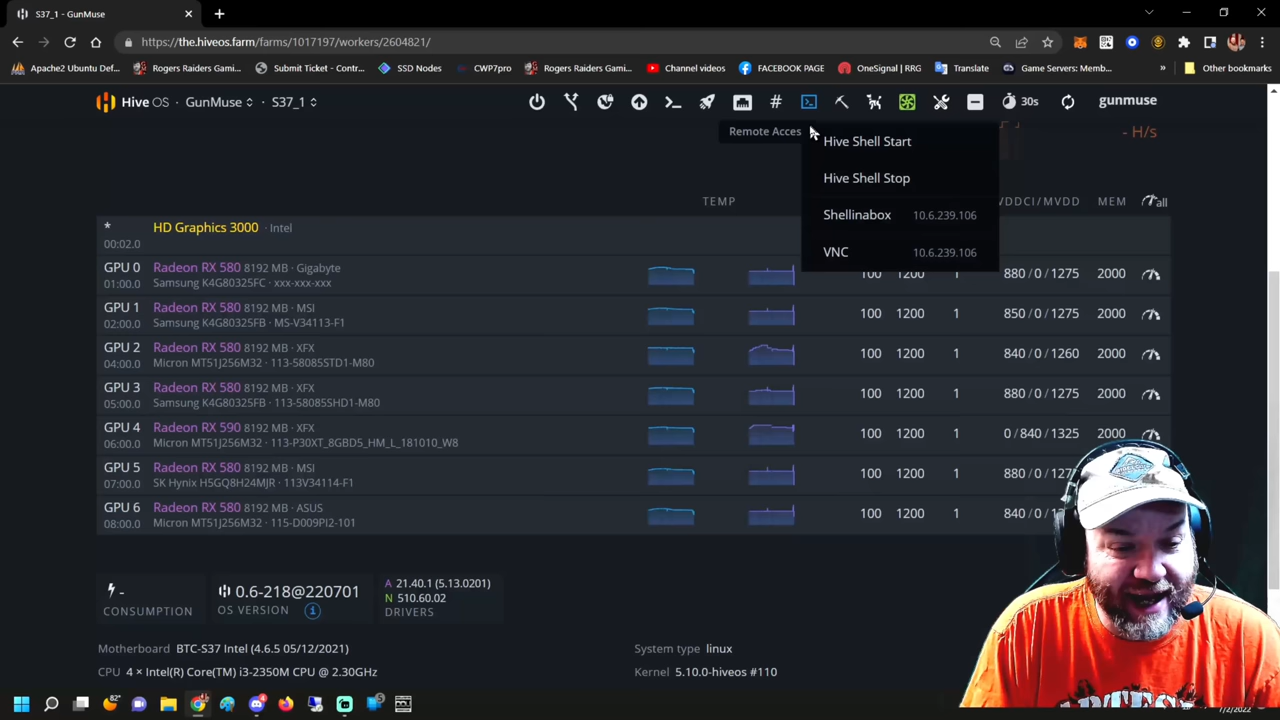 S37_1 - GunMuse
https://the.hiveos.farm/farms/1017197/workers/2604821/
Apache2 Ubuntu Def... Rogers Raiders Gami... Submit Ticket - Contr... SSD Nodes CWP7pro Rogers Raiders Gami... Channel videos FACEBOOK PAGE OneSignal | RRG Translate Game Servers: Memb... » Other bookmarks
Hive OS GunMuse S37_1 30s gunmuse
Remote Acces
Hive Shell Start
Hive Shell Stop
Shellinabox 10.6.239.106
VNC 10.6.239.106
- H/s
TEMP VDDCI/MVDD MEM all
* HD Graphics 3000 · Intel
00:02.0
GPU 0 Radeon RX 580 8192 MB · Gigabyte 100 1200 1 880/0/1275 2000
01:00.0 Samsung K4G80325FC · xxx-xxx-xxx
GPU 1 Radeon RX 580 8192 MB · MSI 100 1200 1 850/0/1275 2000
02:00.0 Samsung K4G80325FB · MS-V34113-F1
GPU 2 Radeon RX 580 8192 MB · XFX 100 1200 1 840/0/1260 2000
04:00.0 Micron MT51J256M32 · 113-58085STD1-M80
GPU 3 Radeon RX 580 8192 MB · XFX 100 1200 1 880/0/1275 2000
05:00.0 Samsung K4G80325FB · 113-58085SHD1-M80
GPU 4 Radeon RX 590 8192 MB · XFX 100 1200 1 0/840/1325 2000
06:00.0 Micron MT51J256M32 · 113-P30XT_8GBD5_HM_L_181010_W8
GPU 5 Radeon RX 580 8192 MB · MSI 100 1200 1 880/0/127
07:00.0 SK Hynix H5GQ8H24MJR · 113V34114-F1
GPU 6 Radeon RX 580 8192 MB · ASUS 100 1200 1 840/0/
08:00.0 Micron MT51J256M32 · 115-D009PI2-101
- 0.6-218@220701 A 21.40.1 (5.13.0201)
N 510.60.02
CONSUMPTION OS VERSION DRIVERS
Motherboard BTC-S37 Intel (4.6.5 05/12/2021) System type linux
CPU 4 × Intel(R) Core(TM) i3-2350M CPU @ 2.30GHz Kernel 5.10.0-hiveos #110
82°
7/2/2022